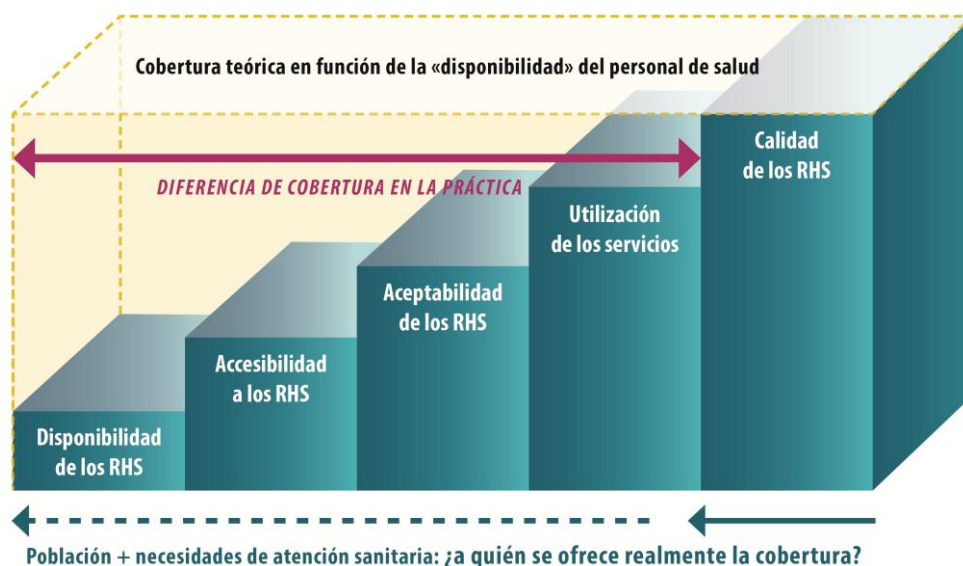 Cobertura teórica en función de la «disponibilidad» del personal de salud
DIFERENCIA DE COBERTURA EN LA PRÁCTICA
Disponibilidad
de los RHS
Accesibilidad
a los RHS
Aceptabilidad
de los RHS
Utilización
de los servicios
Calidad
de los RHS
Población + necesidades de atención sanitaria: ¿a quién se ofrece realmente la cobertura?